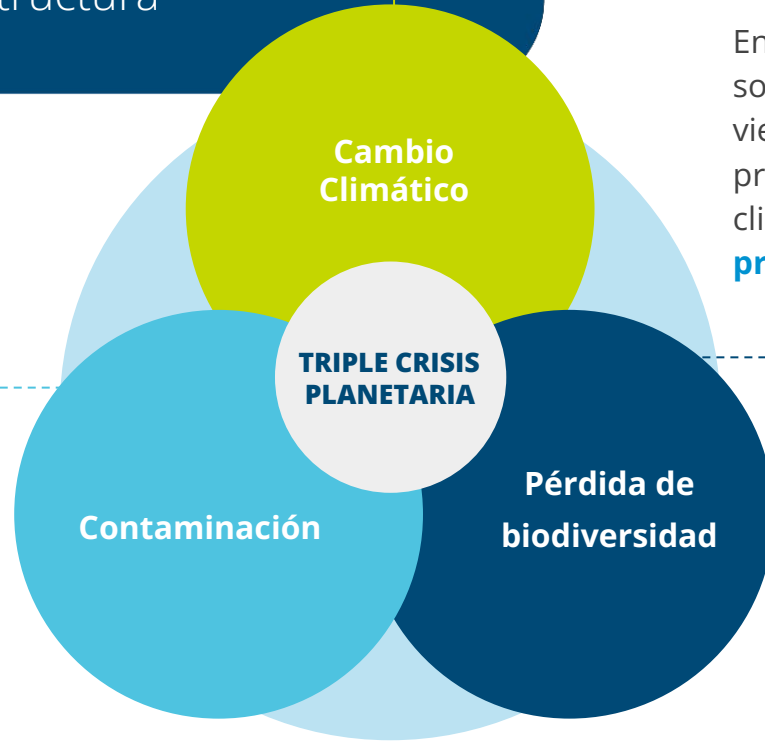 Cambio
Climático
TRIPLE CRISIS
PLANETARIA
Contaminación
Pérdida de
biodiversidad